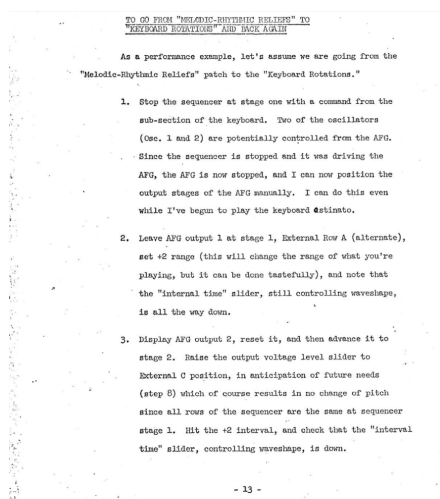 TO GO FROM "MELODIC-RHYTHMIC RELIEFS" TO
"KEYBOARD ROTATIONS" AND BACK AGAIN
As a performance example, let's assume we are going from the
"Melodic-Rhythmic Reliefs" patch to the "Keyboard Rotations."
1. Stop the sequencer at stage one with a command from the
sub-section of the keyboard. Two of the oscillators
(Osc. 1 and 2) are potentially controlled from the AFG.
Since the sequencer is stopped and it was driving the
AFG, the AFG is now stopped, and I can now position the
output stages of the AFG manually. I can do this even
while I've begun to play the keyboard ostinato.
2. Leave AFG output 1 at stage 1, External Row A (alternate),
set +2 range (this will change the range of what you're
playing, but it can be done tastefully), and note that
the "internal time" slider, still controlling waveshape,
is all the way down.
3. Display AFG output 2, reset it, and then advance it to
stage 2. Raise the output voltage level slider to
External C position, in anticipation of future needs
(step 8) which of course results in no change of pitch
since all rows of the sequencer are the same at sequencer
stage 1. Hit the +2 interval, and check that the "interval
time" slider, controlling waveshape, is down.
- 13 -